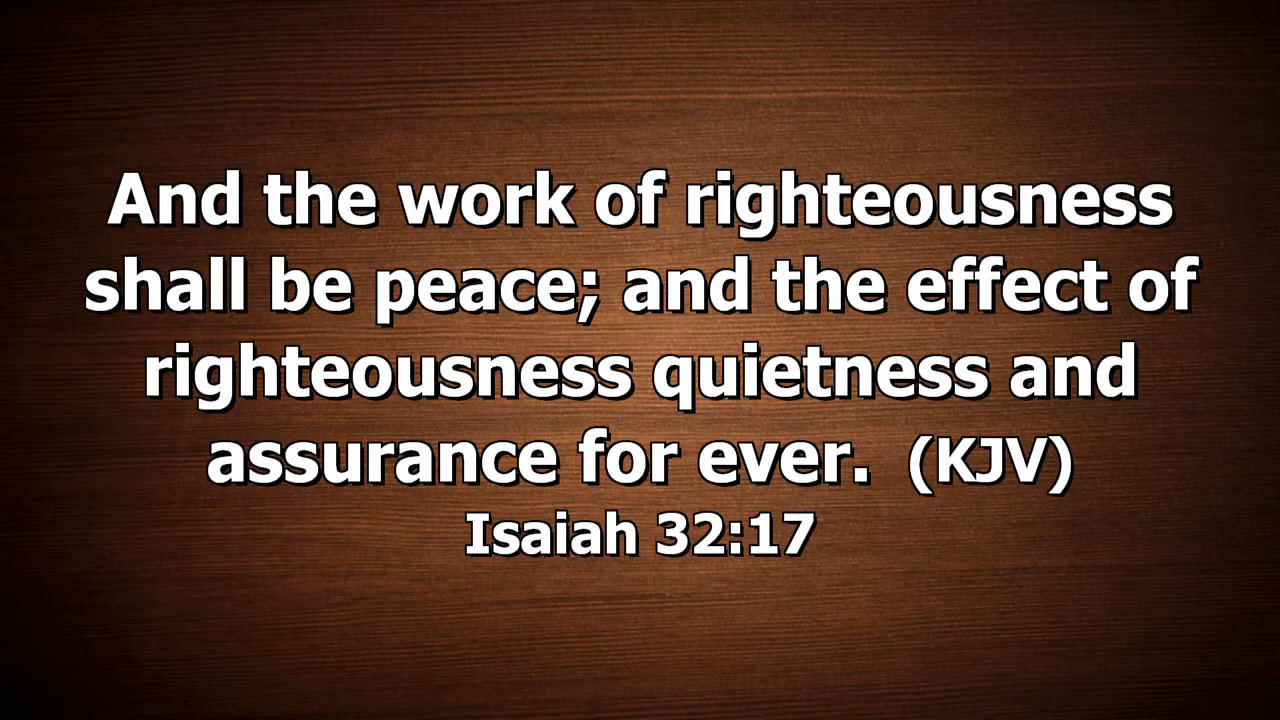 And the work of righteousness
shall be peace; and the effect of
righteousness quietness and
assurance for ever.  (KJV)
Isaiah 32:17